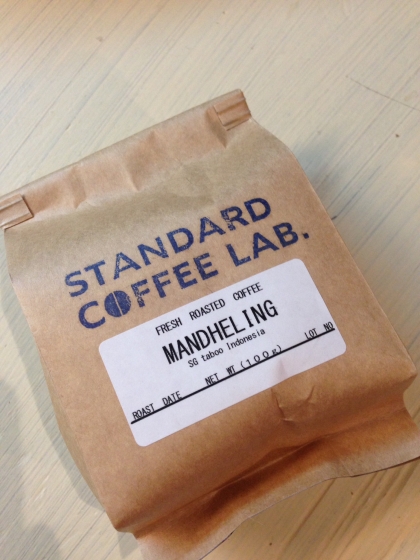 STANDARD
COFFEE LAB.
FRESH ROASTED COFFEE
MANDHELING
SG taboo Indonesia
ROAST DATE NET WT (100g) LOT NO